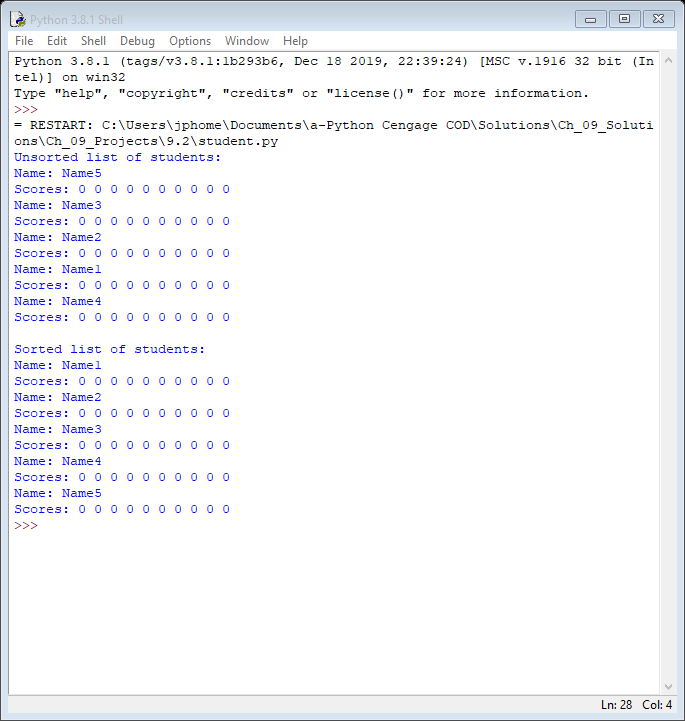 Python 3.8.1 Shell
File Edit Shell Debug Options Window Help
Python 3.8.1 (tags/v3.8.1:1b293b6, Dec 18 2019, 22:39:24) [MSC v.1916 32 bit (In
tel)] on win32
Type "help", "copyright", "credits" or "license()" for more information.
>>>
= RESTART: C:\Users\jphome\Documents\a-Python Cengage COD\Solutions\Ch_09_Soluti
ons\Ch_09_Projects\9.2\student.py
Unsorted list of students:
Name: Name5
Scores: 0 0 0 0 0 0 0 0 0 0
Name: Name3
Scores: 0 0 0 0 0 0 0 0 0 0
Name: Name2
Scores: 0 0 0 0 0 0 0 0 0 0
Name: Name1
Scores: 0 0 0 0 0 0 0 0 0 0
Name: Name4
Scores: 0 0 0 0 0 0 0 0 0 0

Sorted list of students:
Name: Name1
Scores: 0 0 0 0 0 0 0 0 0 0
Name: Name2
Scores: 0 0 0 0 0 0 0 0 0 0
Name: Name3
Scores: 0 0 0 0 0 0 0 0 0 0
Name: Name4
Scores: 0 0 0 0 0 0 0 0 0 0
Name: Name5
Scores: 0 0 0 0 0 0 0 0 0 0
>>>
Ln: 28 Col: 4